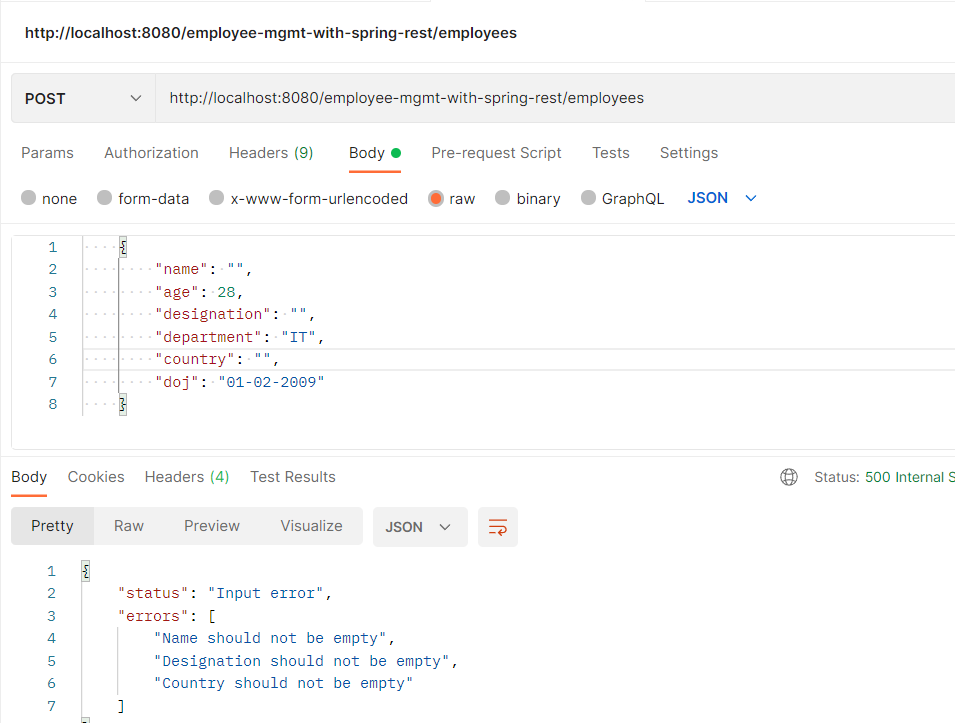 http://localhost:8080/employee-mgmt-with-spring-rest/employees
POST http://localhost:8080/employee-mgmt-with-spring-rest/employees
Params Authorization Headers (9) Body Pre-request Script Tests Settings
none form-data x-www-form-urlencoded raw binary GraphQL JSON
1 {
2 "name": "",
3 "age": 28,
4 "designation": "",
5 "department": "IT",
6 "country": "",
7 "doj": "01-02-2009"
8 }
Body Cookies Headers (4) Test Results Status: 500 Internal S
Pretty Raw Preview Visualize JSON
1 {
2 "status": "Input error",
3 "errors": [
4 "Name should not be empty",
5 "Designation should not be empty",
6 "Country should not be empty"
7 ]